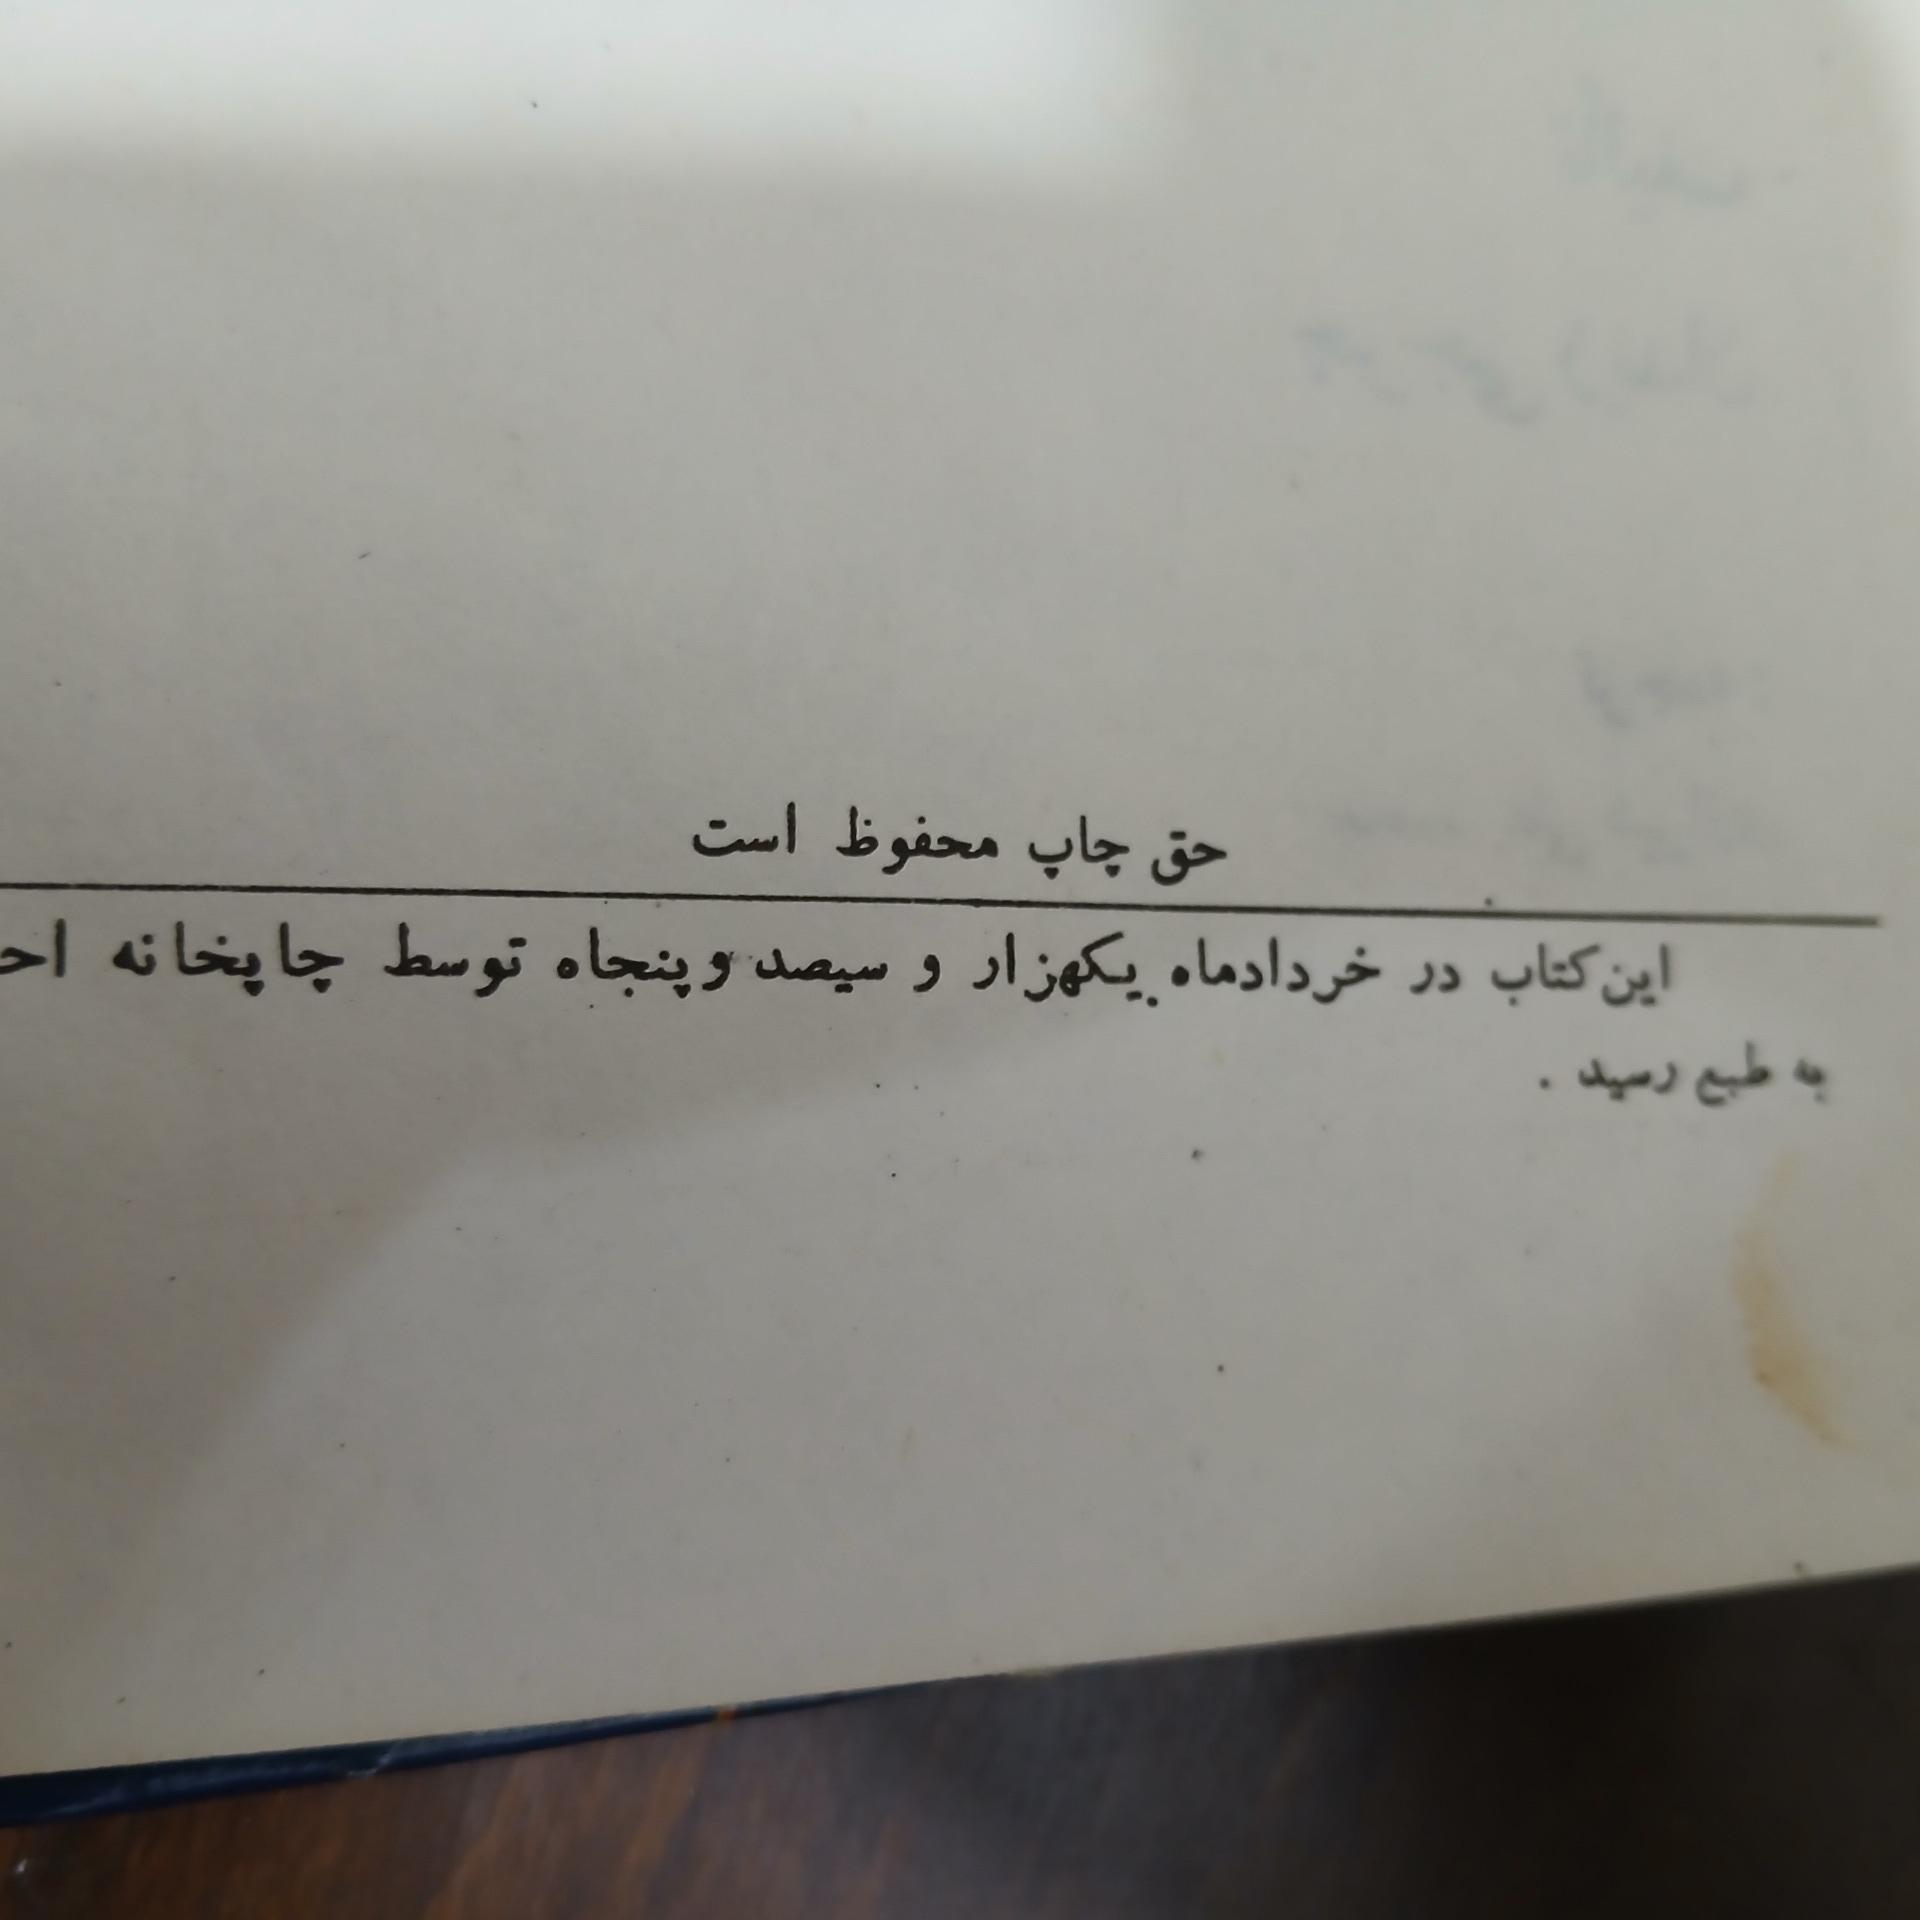 حق چاپ محفوظ است
این کتاب در خردادماه یکهزار و سیصد و پنجاه توسط چاپخانه
به طبع رسید .